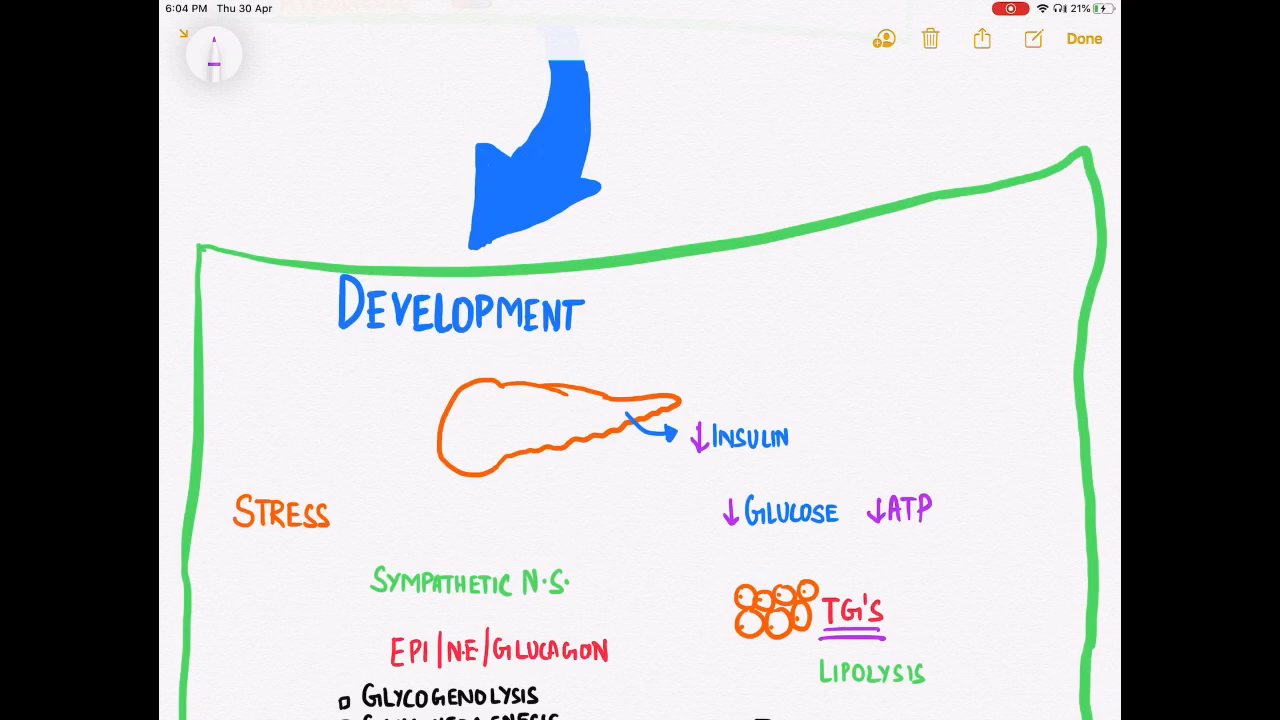 6:04 PM Thu 30 Apr 21%
Done
DEVELOPMENT
↓INSULIN
STRESS
↓GLUCOSE ↓ATP
SYMPATHETIC N.S.
TG'S
EPI/N.E/GLUCAGON
LIPOLYSIS
GLYCOGENOLYSIS